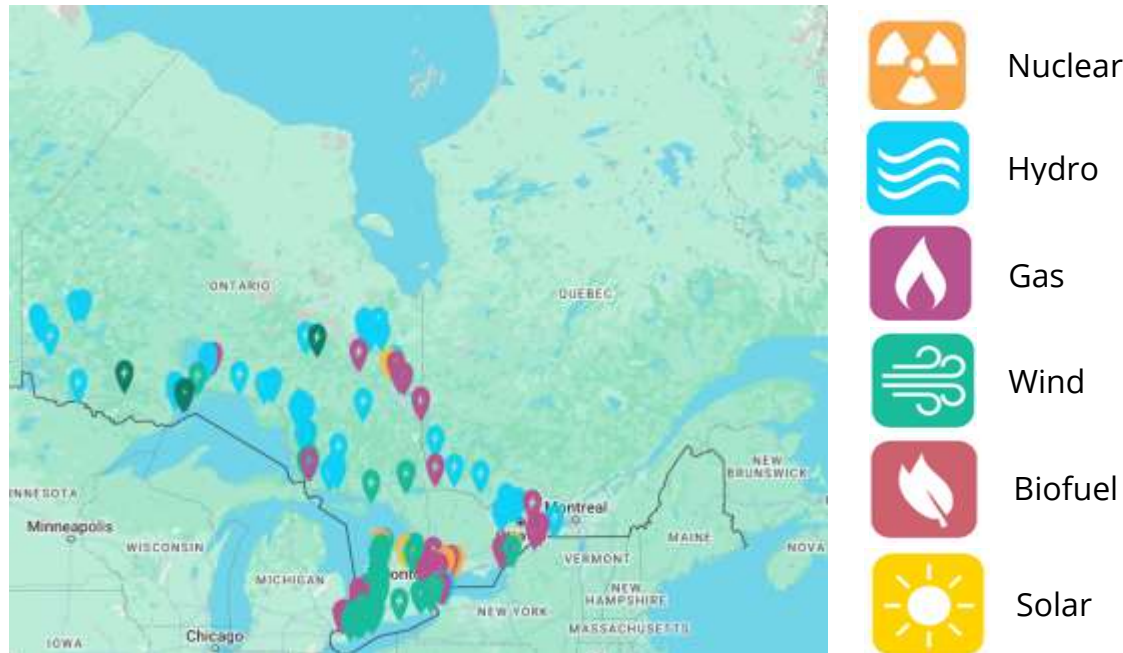 Nuclear
Hydro
Gas
Wind
Biofuel
Solar
ONTARIO
QUEBEC
NEW
BRUNSWICK
INNESOTA
Minneapolis
Montreal
WISCONSIN
MAINE
NOVA
VERMONT
MICHIGAN
NEW
HAMPSHIRE
NEW YORK
MASSACHUSETTS
Chicago
IOWA